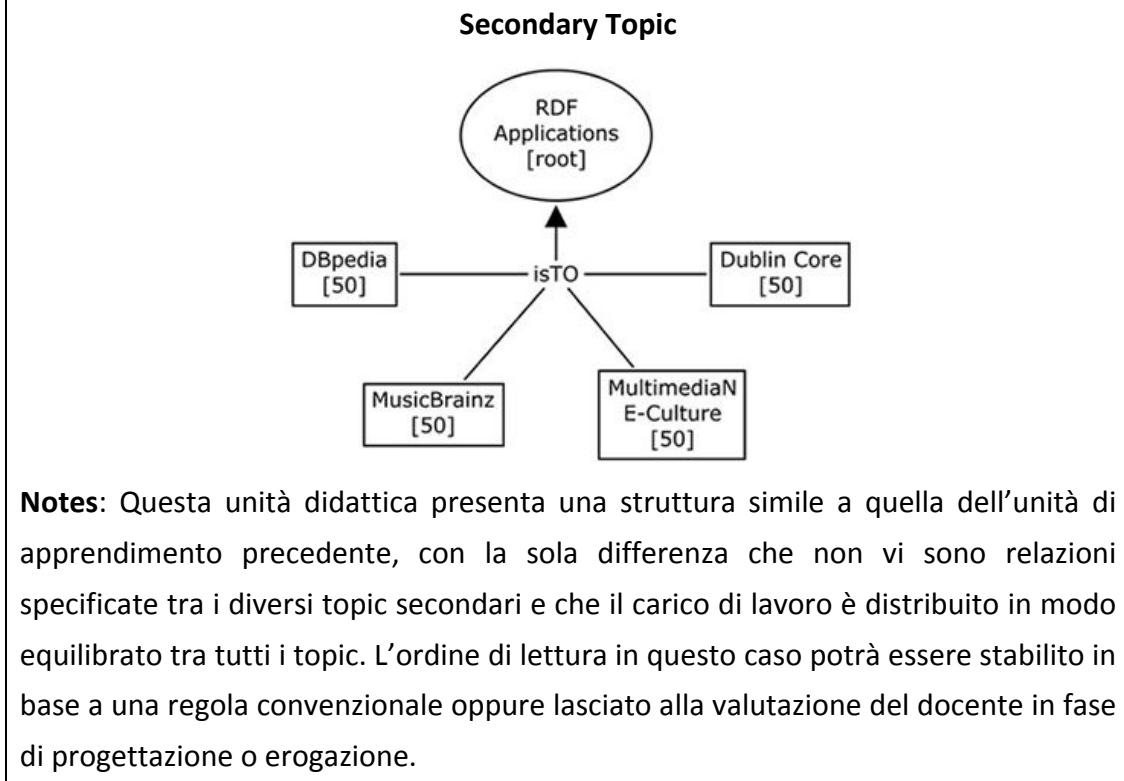 Secondary Topic
RDF
Applications
[root]
DBpedia
[50]
isTO
Dublin Core
[50]
MusicBrainz
[50]
MultimediaN
E-Culture
[50]
Notes: Questa unità didattica presenta una struttura simile a quella dell’unità di
apprendimento precedente, con la sola differenza che non vi sono relazioni
specificate tra i diversi topic secondari e che il carico di lavoro è distribuito in modo
equilibrato tra tutti i topic. L’ordine di lettura in questo caso potrà essere stabilito in
base a una regola convenzionale oppure lasciato alla valutazione del docente in fase
di progettazione o erogazione.